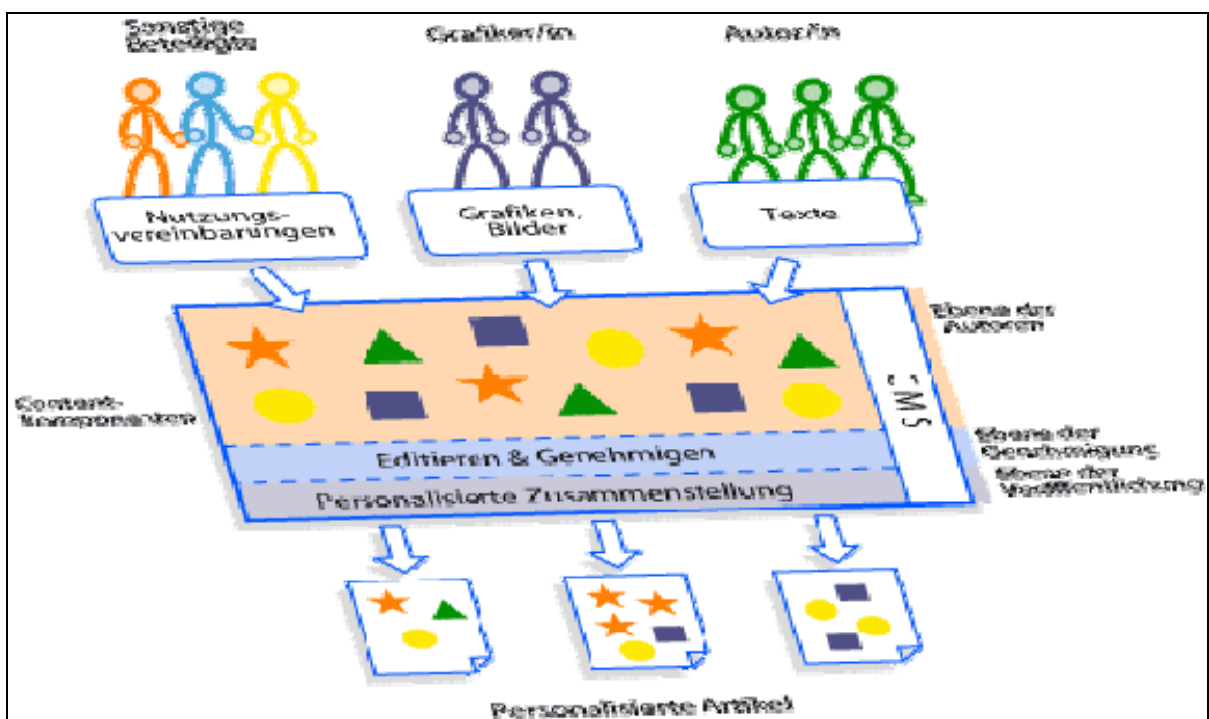 Sonstige
Beteiligte
Grafiker/in
Autor/in
Nutzungs-
vereinbarungen
Grafiken,
Bilder
Texte
Ebene des
Autoren
CMS
Content-
Komponenten
Editieren & Genehmigen
Ebene der
Genehmigung
Personalisierte Zusammenstellung
Ebene der
Veröffentlichung
Personalisierte Artikel